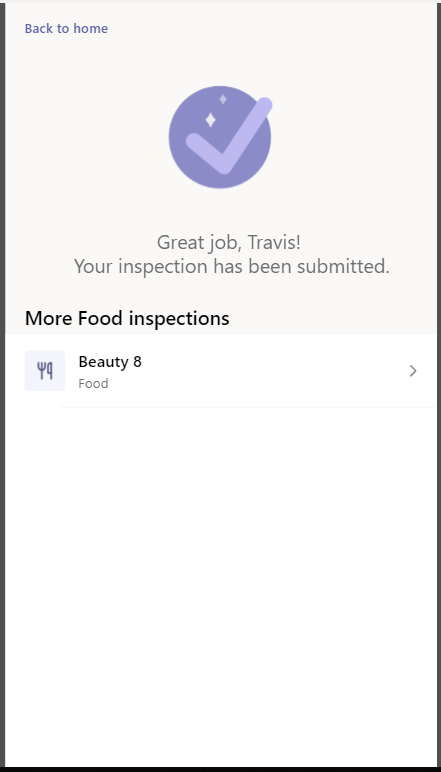 Back to home
Great job, Travis!
Your inspection has been submitted.
More Food inspections
Beauty 8
Food